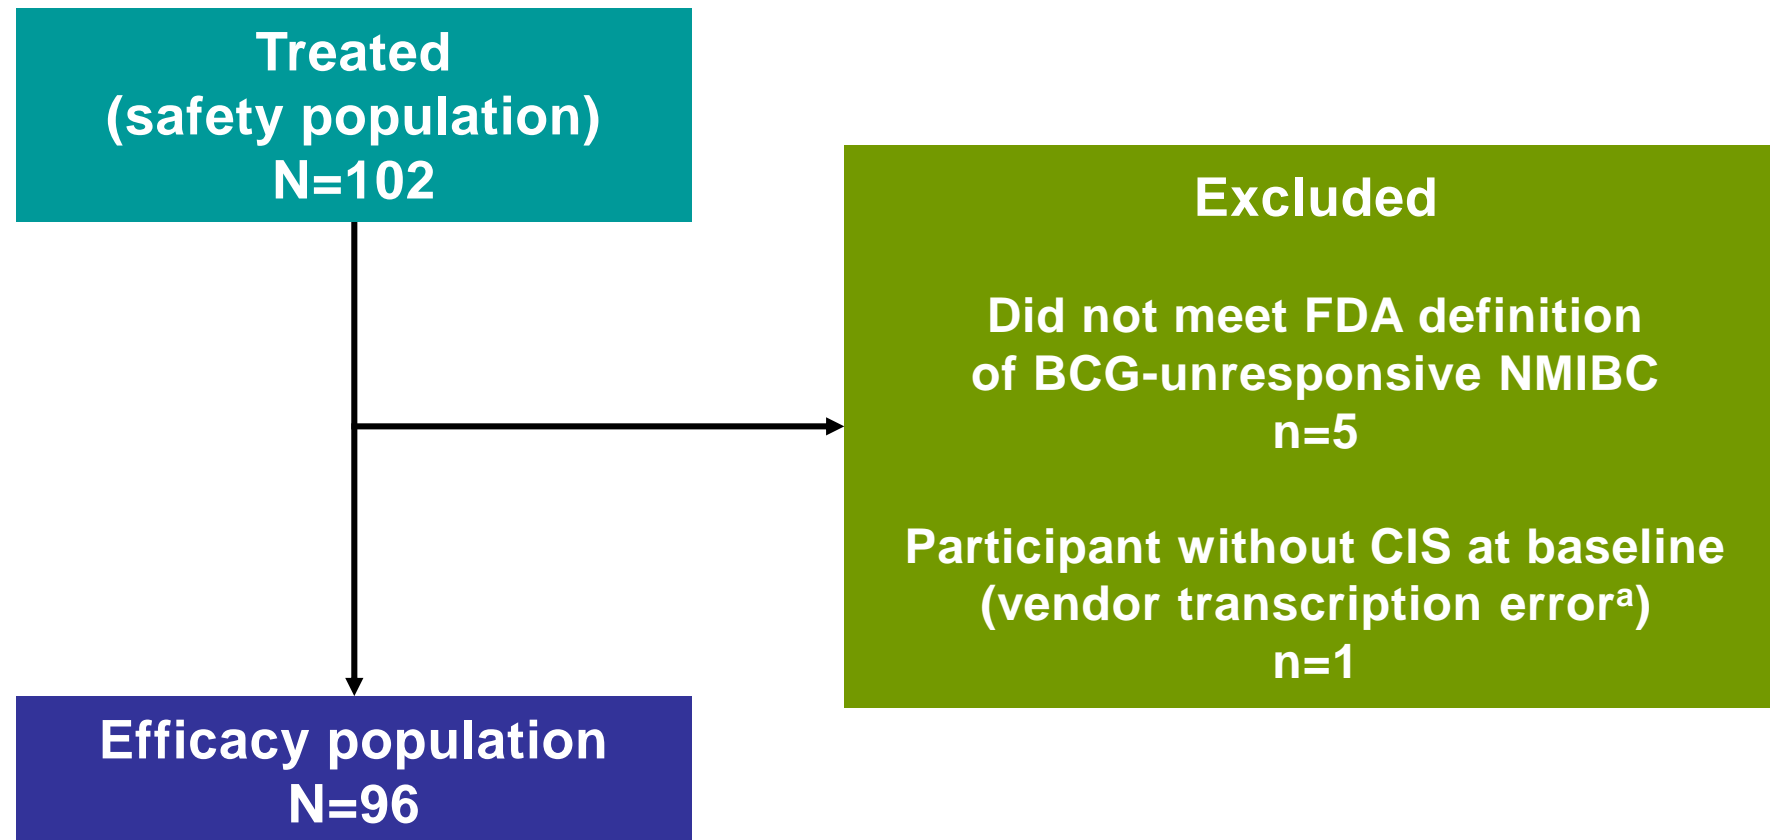 Treated
(safety population)
N=102
Excluded
Did not meet FDA definition
of BCG-unresponsive NMIBC
n=5
Participant without CIS at baseline
(vendor transcription errorᵃ)
n=1
Efficacy population
N=96